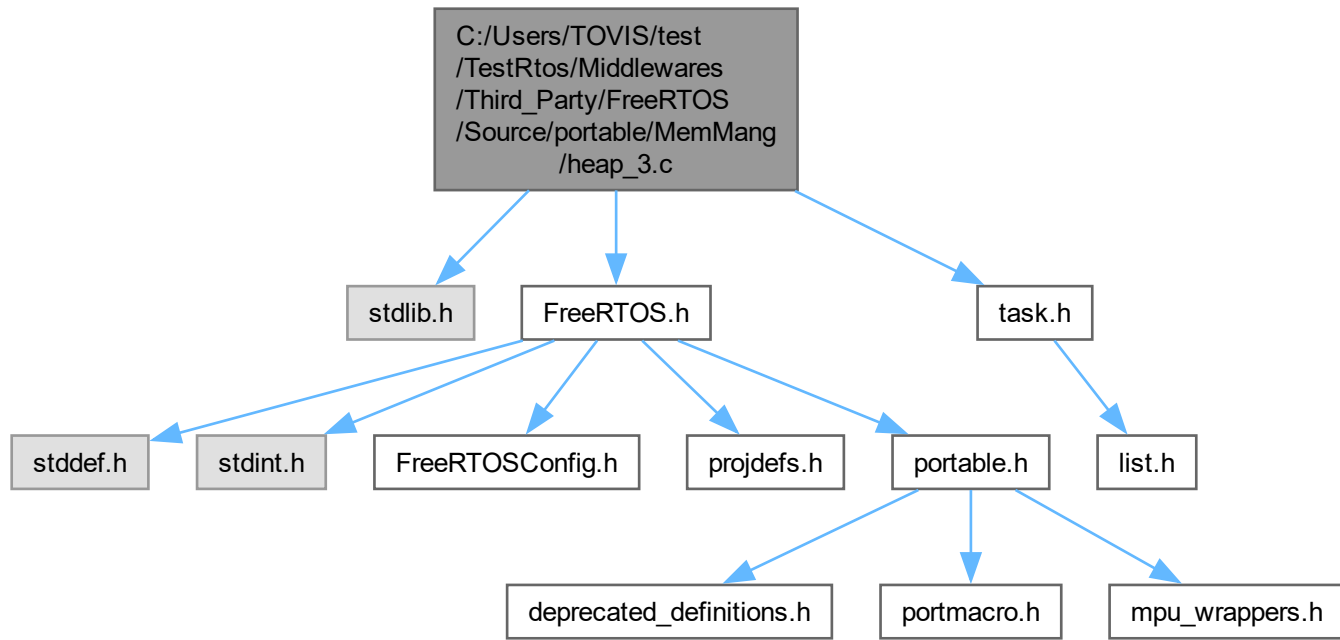 C:/Users/TOVIS/test
/TestRtos/Middlewares
/Third_Party/FreeRTOS
/Source/portable/MemMang
/heap_3.c
stdlib.h
FreeRTOS.h
task.h
stddef.h
stdint.h
FreeRTOSConfig.h
projdefs.h
portable.h
list.h
deprecated_definitions.h
portmacro.h
mpu_wrappers.h